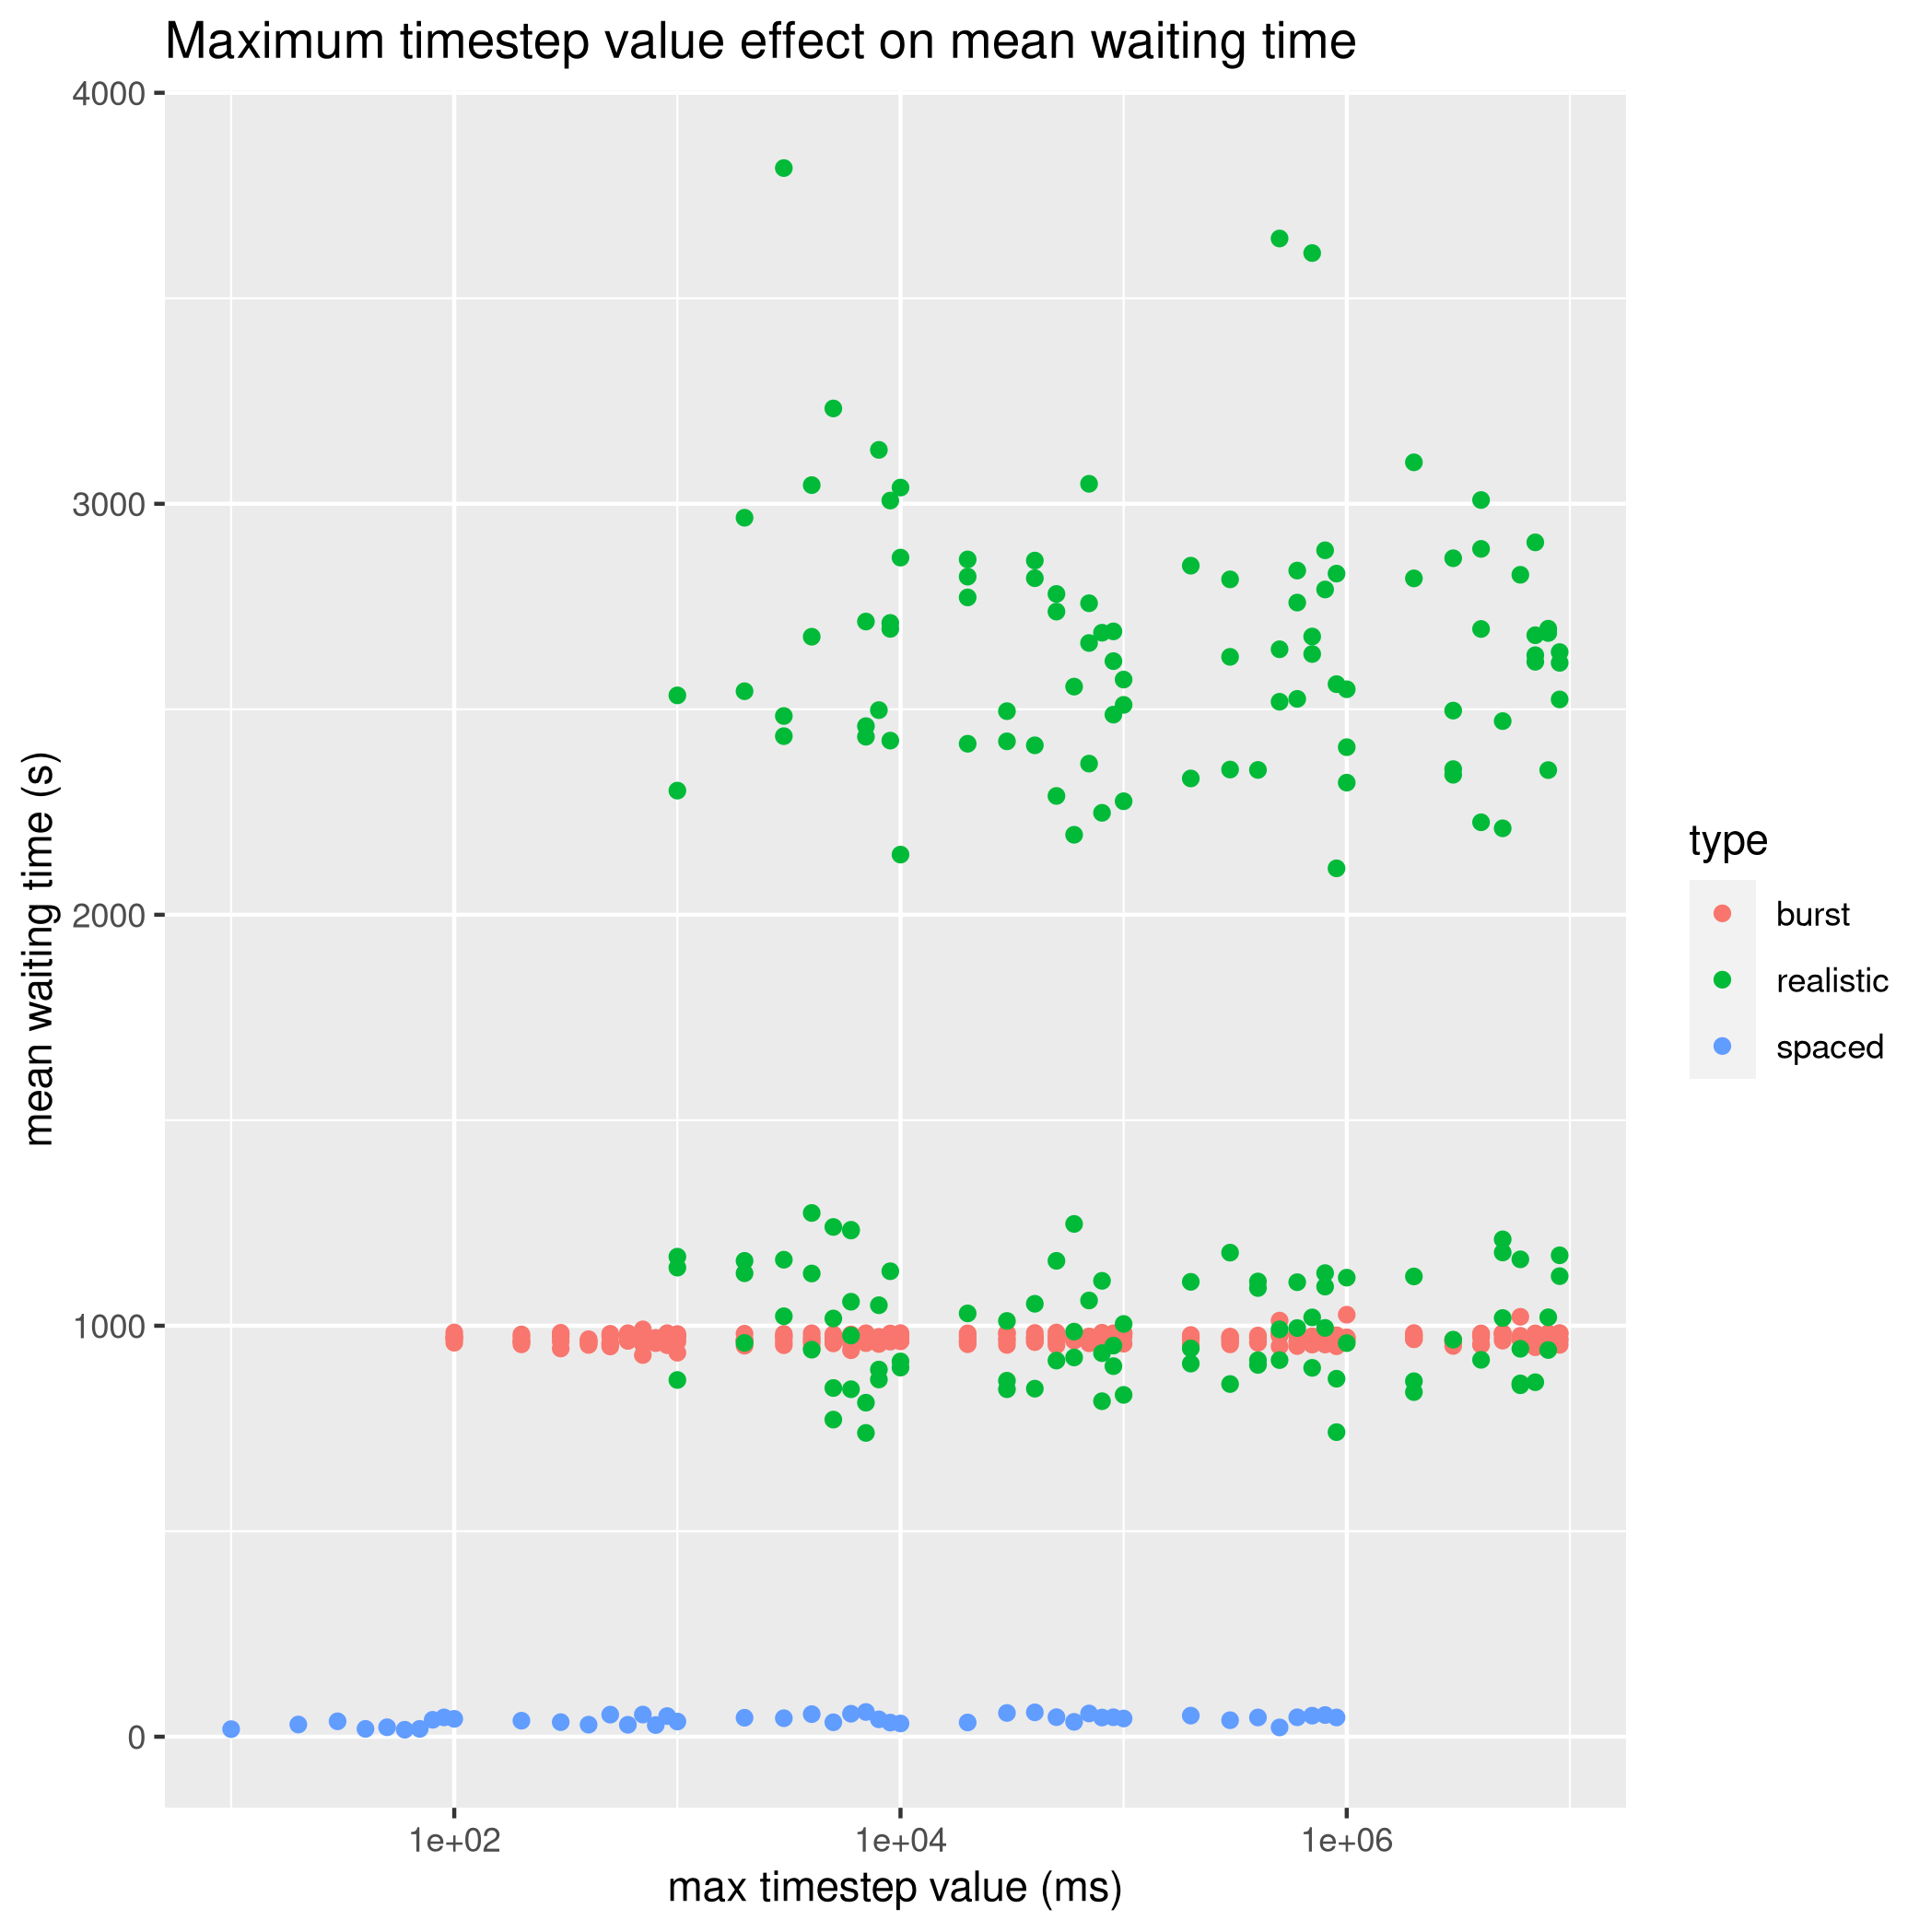 Maximum timestep value effect on mean waiting time
4000
3000
2000
1000
0
mean waiting time (s)
1e+02
1e+04
1e+06
max timestep value (ms)
type
burst
realistic
spaced